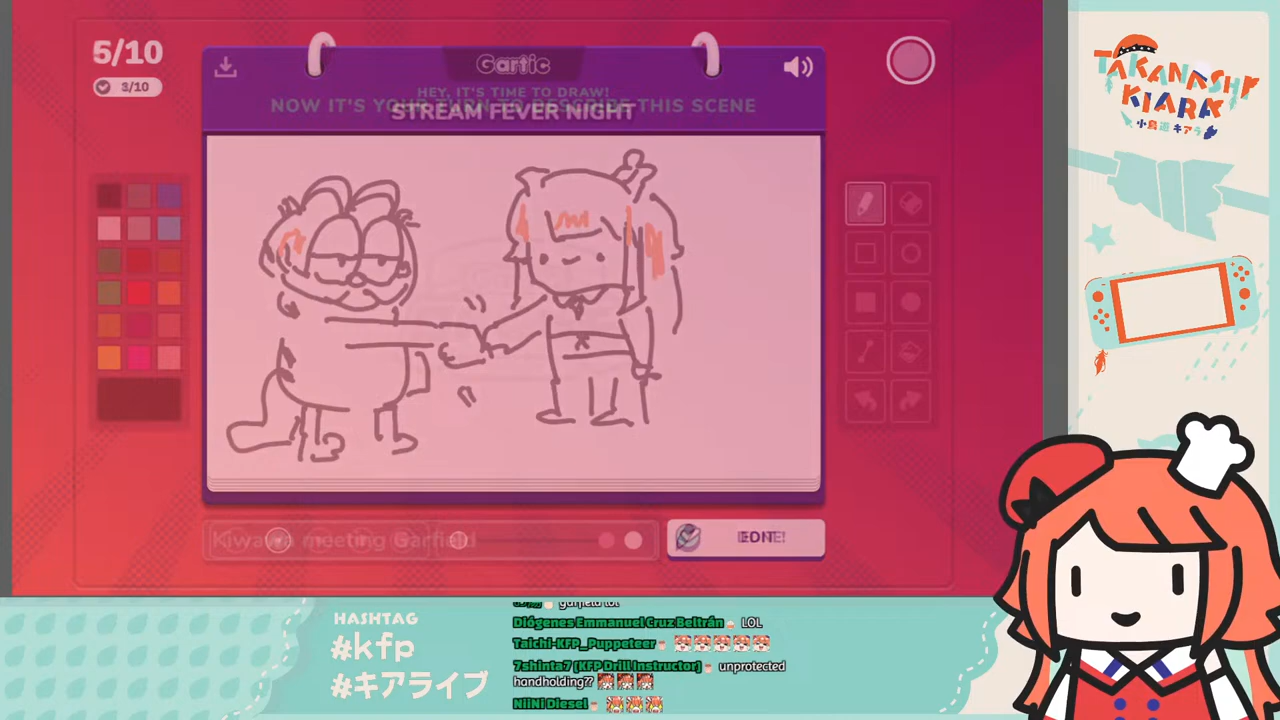 5/10
3/10
Gartic
HEY, IT'S TIME TO DRAW!
NOW IT'S YOUR TURN TO DESCRIBE THIS SCENE
STREAM FEVER NIGHT
Kiwawa meeting Garfield
TAKANASHI
KIARA
小鳥遊キアラ
HASHTAG
#kfp
#キアライブ
garfield lol
Diógenes Emmanuel Cruz Beltrán LOL
Taichi-KFP_Puppeteer
7shinta7 [KFP Drill Instructor] unprotected
handholding??
NiiNi Diesel